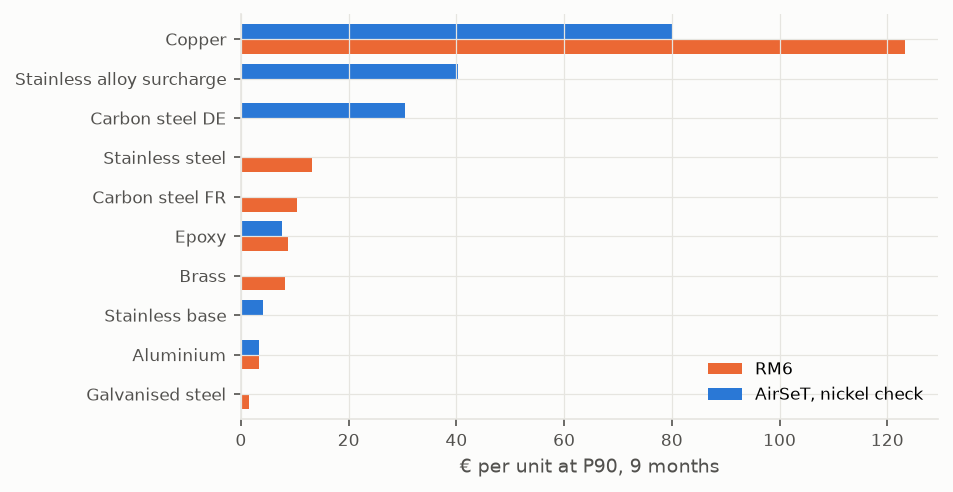 Copper
Stainless alloy surcharge
Carbon steel DE
Stainless steel
Carbon steel FR
Epoxy
Brass
Stainless base
Aluminium
Galvanised steel
RM6
AirSeT, nickel check
0 20 40 60 80 100 120
€ per unit at P90, 9 months